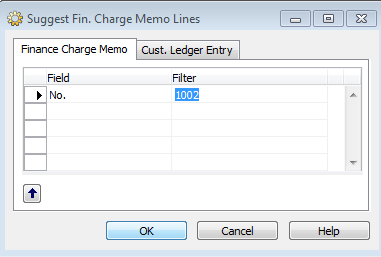 Suggest Fin. Charge Memo Lines
Finance Charge Memo Cust. Ledger Entry
Field Filter
No. 1002
OK Cancel Help